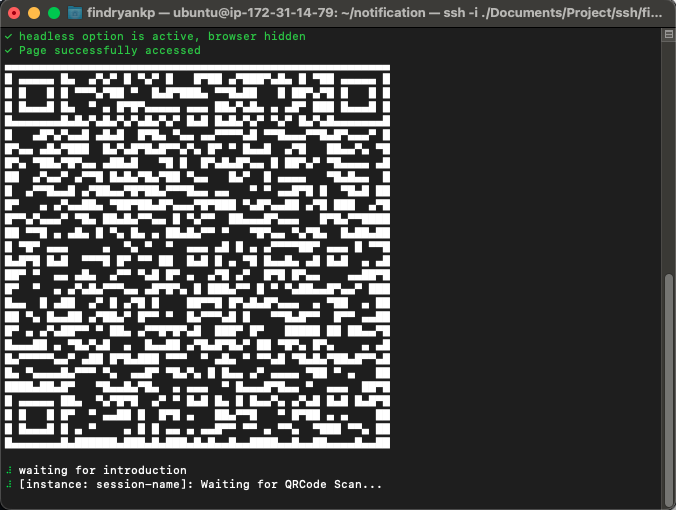 findryankp — ubuntu@ip-172-31-14-79: ~/notification — ssh -i ./Documents/Project/ssh/fi...
✓ headless option is active, browser hidden
✓ Page successfully accessed
waiting for introduction
[instance: session-name]: Waiting for QRCode Scan...